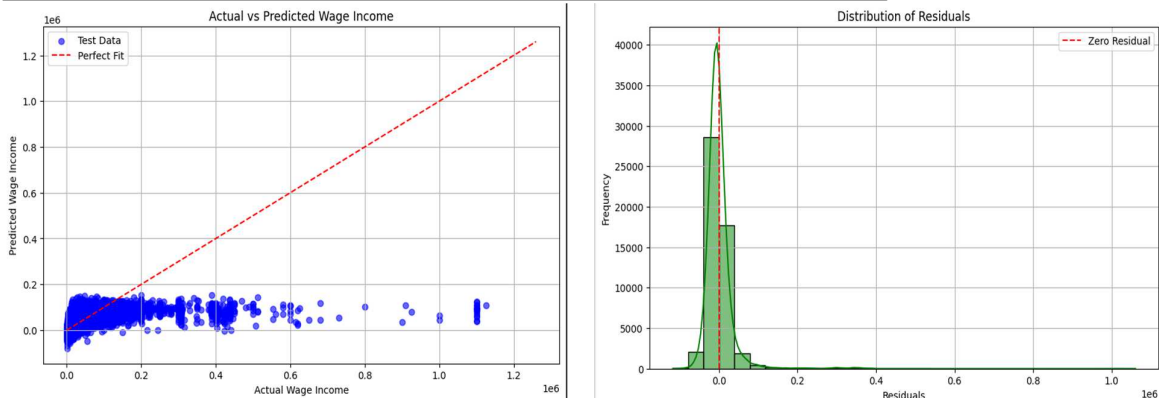 Actual vs Predicted Wage Income
1e6
Test Data
Perfect Fit
1.2
1.0
0.8
0.6
0.4
0.2
0.0
Predicted Wage Income
0.0 0.2 0.4 0.6 0.8 1.0 1.2
Actual Wage Income
1e6
Distribution of Residuals
Zero Residual
40000
35000
30000
25000
20000
15000
10000
5000
0
Frequency
0.0 0.2 0.4 0.6 0.8 1.0
Residuals
1e6